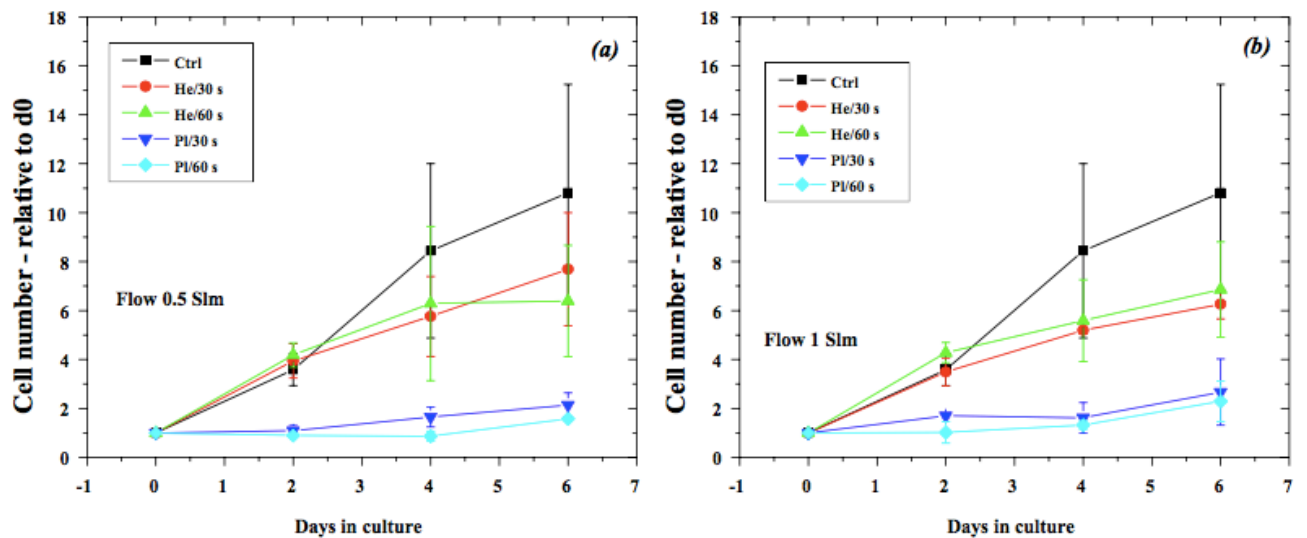 (a)
Ctrl
He/30 s
He/60 s
Pl/30 s
Pl/60 s
Flow 0.5 Slm
Cell number - relative to d0
18
16
14
12
10
8
6
4
2
0
-1 0 1 2 3 4 5 6 7
Days in culture
(b)
Ctrl
He/30 s
He/60 s
Pl/30 s
Pl/60 s
Flow 1 Slm
Cell number - relative to d0
18
16
14
12
10
8
6
4
2
0
-1 0 1 2 3 4 5 6 7
Days in culture